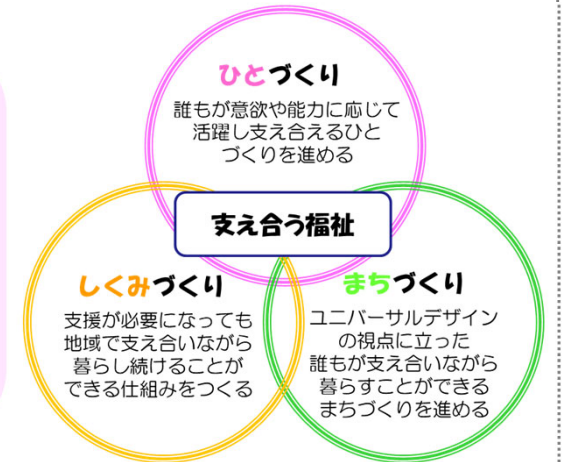 ひとづくり
誰もが意欲や能力に応じて
活躍し支え合えるひと
づくりを進める
支え合う福祉
しくみづくり
支援が必要になっても
地域で支え合いながら
暮らし続けることが
できる仕組みをつくる
まちづくり
ユニバーサルデザイン
の視点に立った
誰もが支え合いながら
暮らすことができる
まちづくりを進める